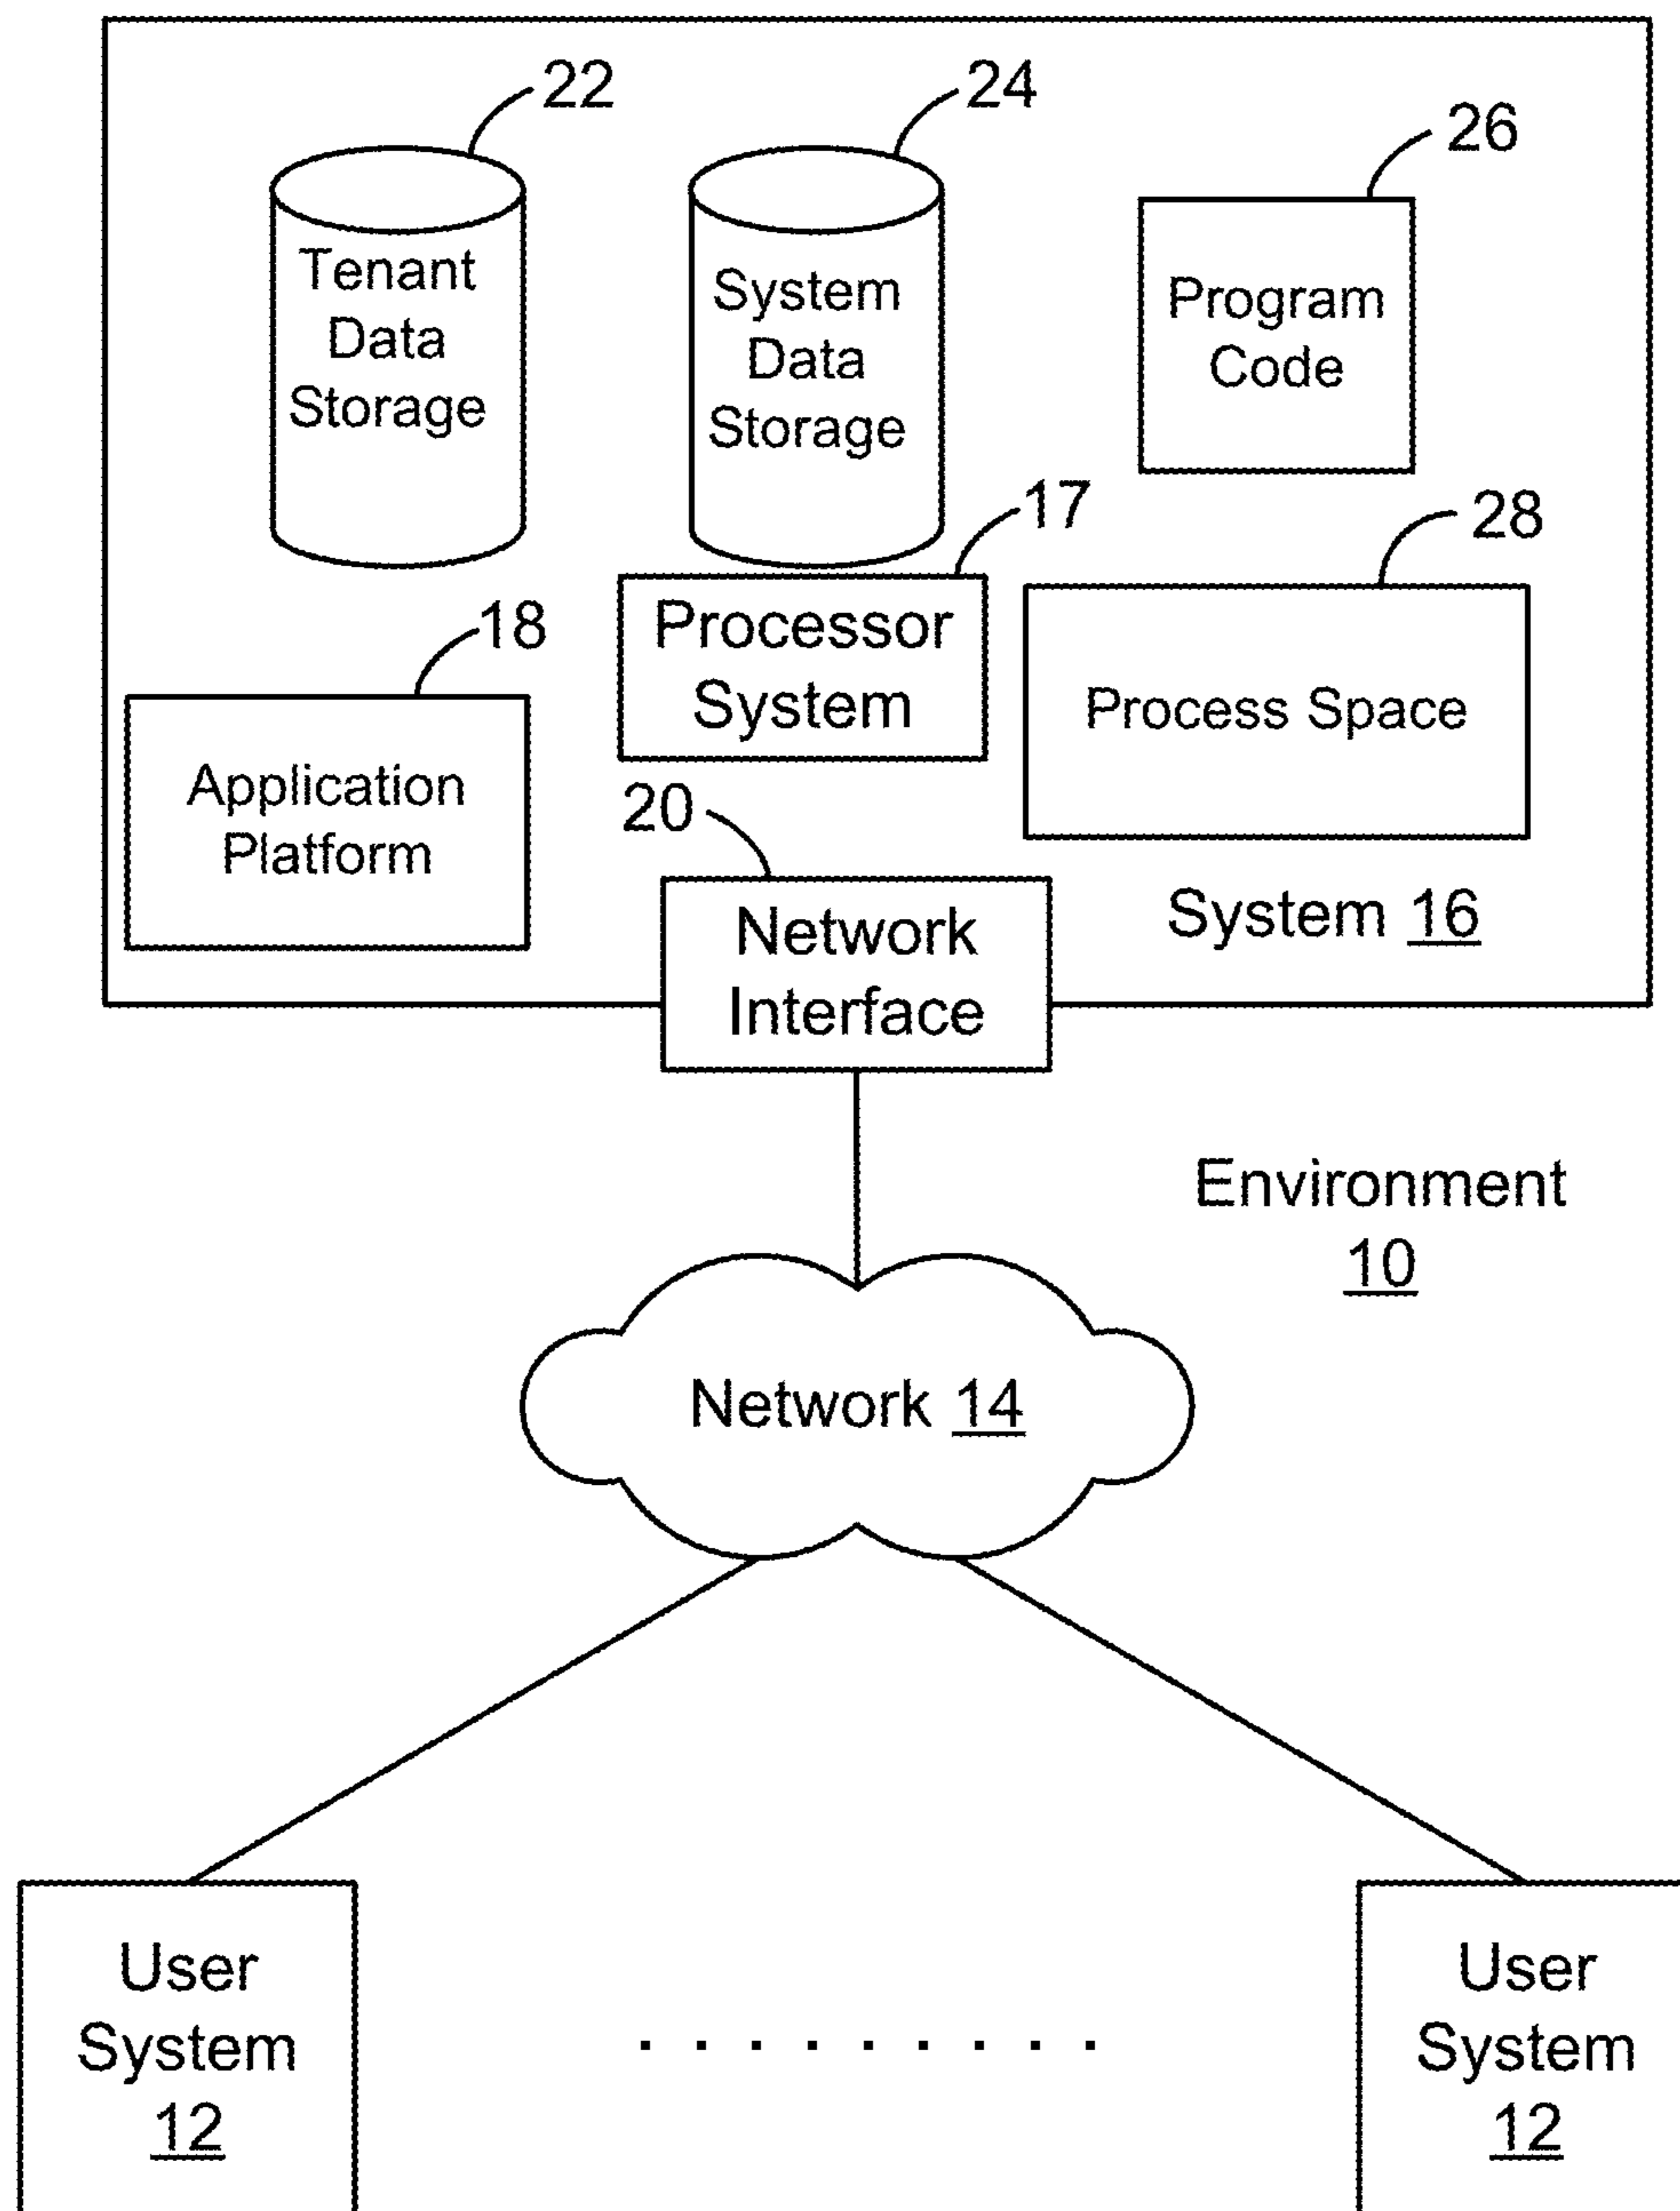 22
24
26
Tenant
Data
Storage
System
Data
Storage
Program
Code
17
28
18
Processor
System
Process Space
Application
Platform
20
Network
Interface
System 16
Environment
10
Network 14
User
System
12
. . . . . . . . .
User
System
12